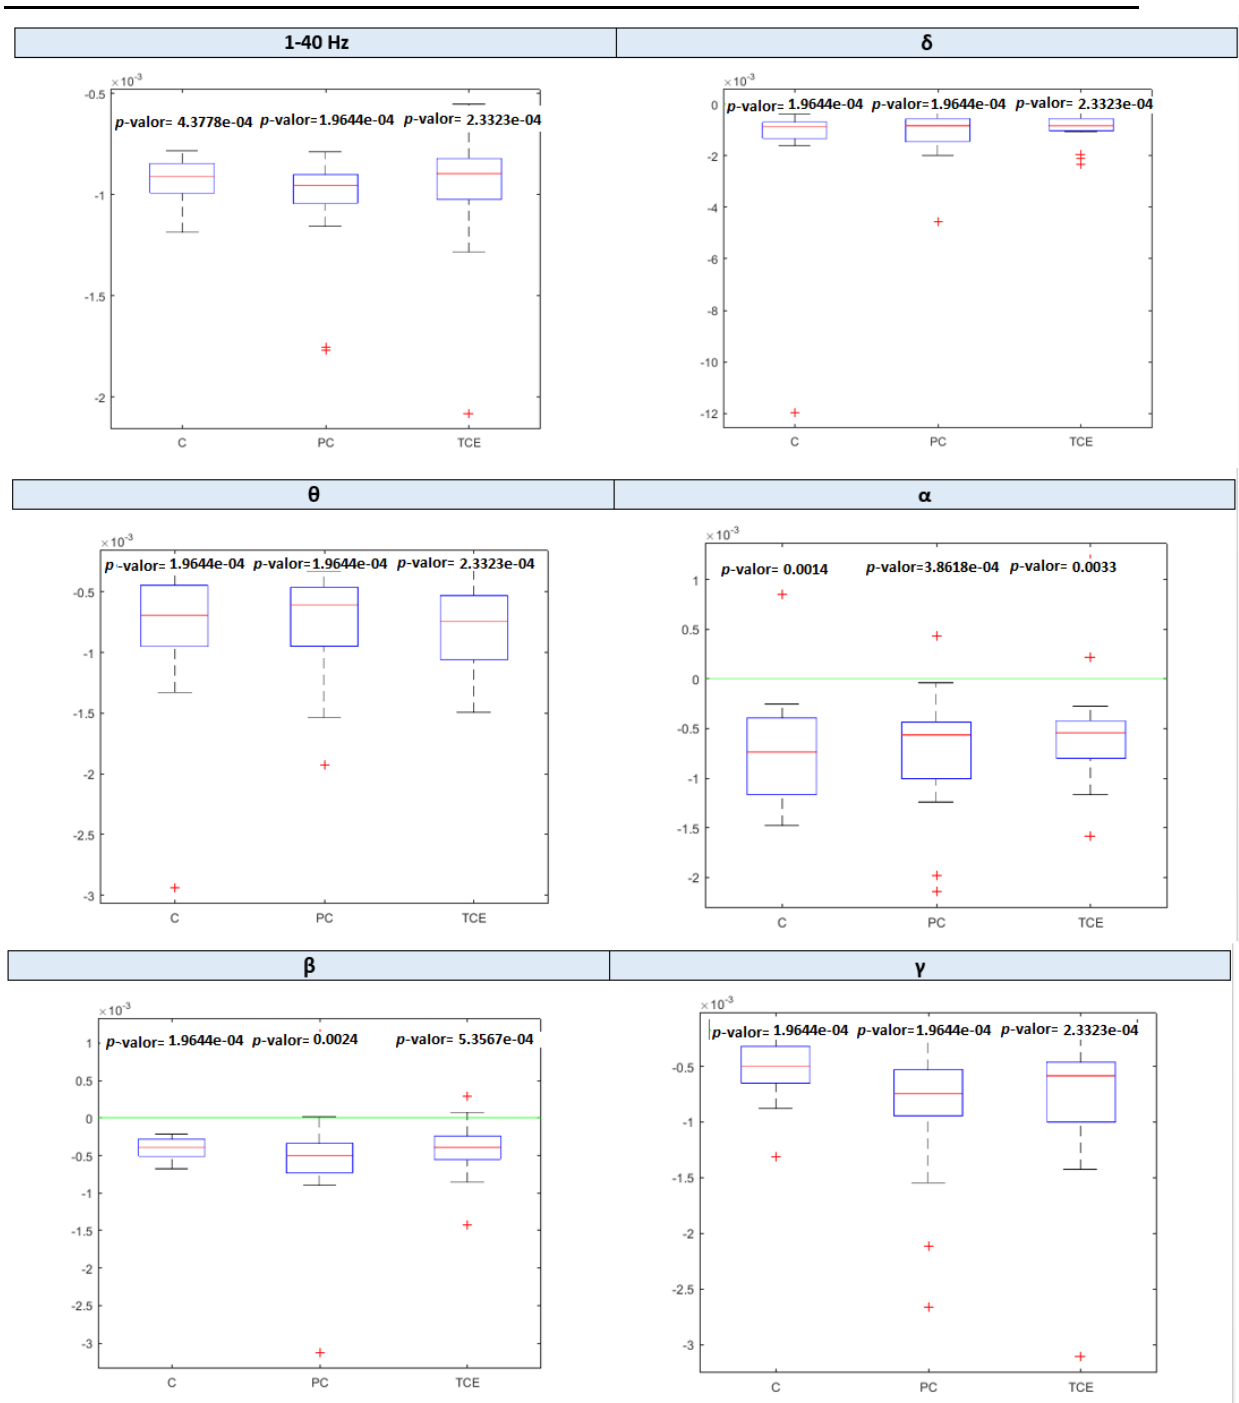 1-40 Hz δ
×10⁻³ ×10⁻³
-0.5 p-valor= 4.3778e-04 p-valor=1.9644e-04 p-valor= 2.3323e-04
-1
-1.5
-2
C PC TCE
0 p-valor= 1.9644e-04 p-valor=1.9644e-04 p-valor= 2.3323e-04
-2
-4
-6
-8
-10
-12
C PC TCE
θ α
×10⁻³ ×10⁻³
p-valor= 1.9644e-04 p-valor=1.9644e-04 p-valor= 2.3323e-04
-0.5
-1
-1.5
-2
-2.5
-3
C PC TCE
p-valor= 0.0014 p-valor=3.8618e-04 p-valor= 0.0033
1
0.5
0
-0.5
-1
-1.5
-2
C PC TCE
β γ
×10⁻³ ×10⁻³
1 p-valor= 1.9644e-04 p-valor= 0.0024 p-valor= 5.3567e-04
0.5
0
-0.5
-1
-1.5
-2
-2.5
-3
C PC TCE
p-valor= 1.9644e-04 p-valor=1.9644e-04 p-valor= 2.3323e-04
-0.5
-1
-1.5
-2
-2.5
-3
C PC TCE